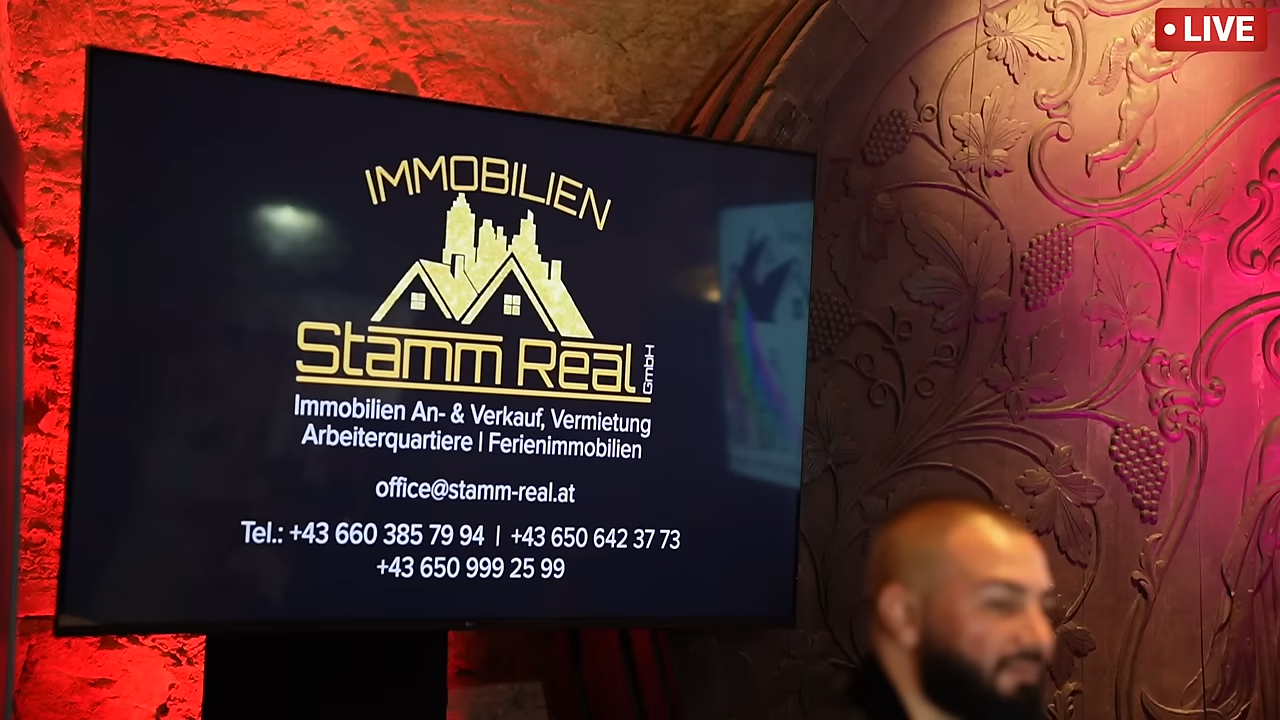 LIVE
IMMOBILIEN
Stamm Real GmbH
Immobilien An- & Verkauf, Vermietung
Arbeiterquartiere | Ferienimmobilien
office@stamm-real.at
Tel.: +43 660 385 79 94 | +43 650 642 37 73
+43 650 999 25 99